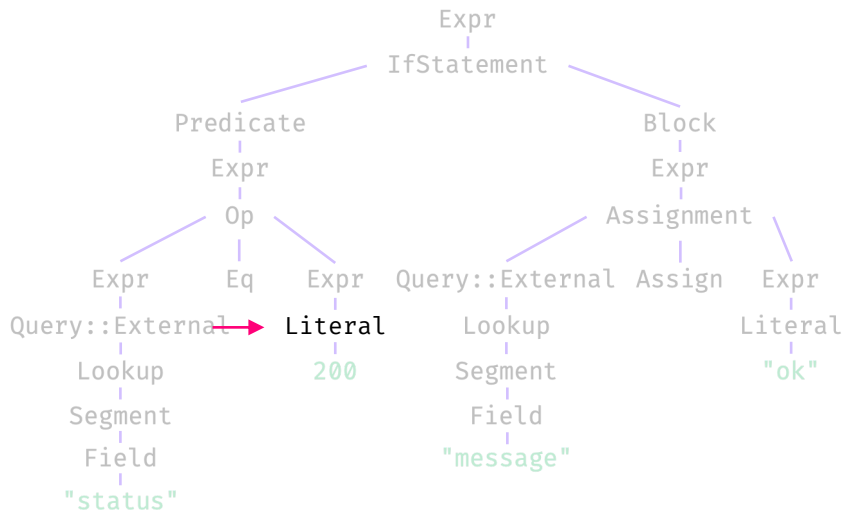 Expr
IfStatement
Predicate Block
Expr Expr
Op Assignment
Expr Eq Expr Query::External Assign Expr
Query::External Literal Lookup Literal
Lookup 200 Segment "ok"
Segment Field
Field "message"
"status"